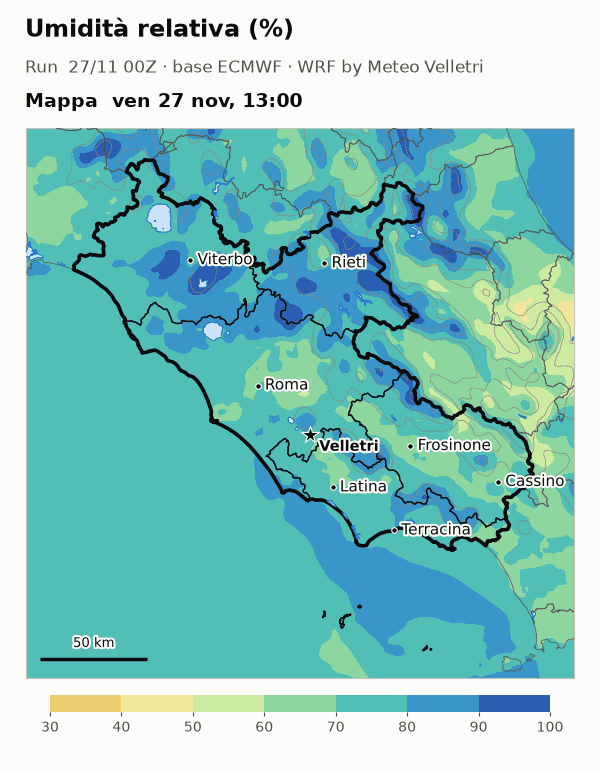 Umidità relativa (%)
Run  27/11 00Z · base ECMWF · WRF by Meteo Velletri
Mappa  ven 27 nov, 13:00
Viterbo
Rieti
Roma
Velletri
Frosinone
Cassino
Latina
Terracina
50 km
30 40 50 60 70 80 90 100